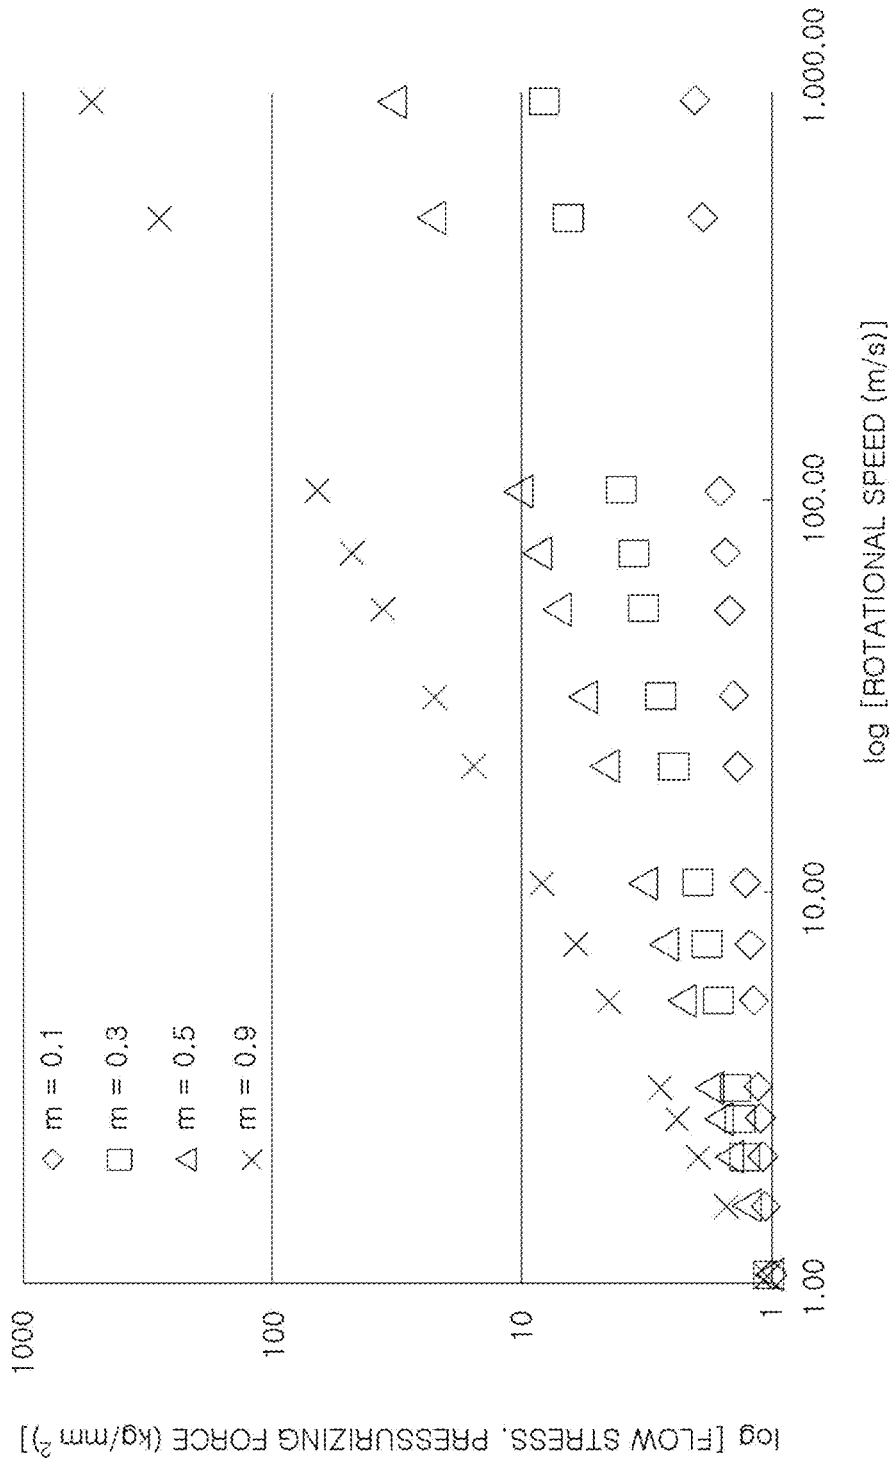 log [FLOW STRESS. PRESSURIZING FORCE (kg/mm²)]
1000
100
10
1
m = 0.1
m = 0.3
m = 0.5
m = 0.9
1.00
10.00
100.00
1.000.00
log [ROTATIONAL SPEED (m/s)]